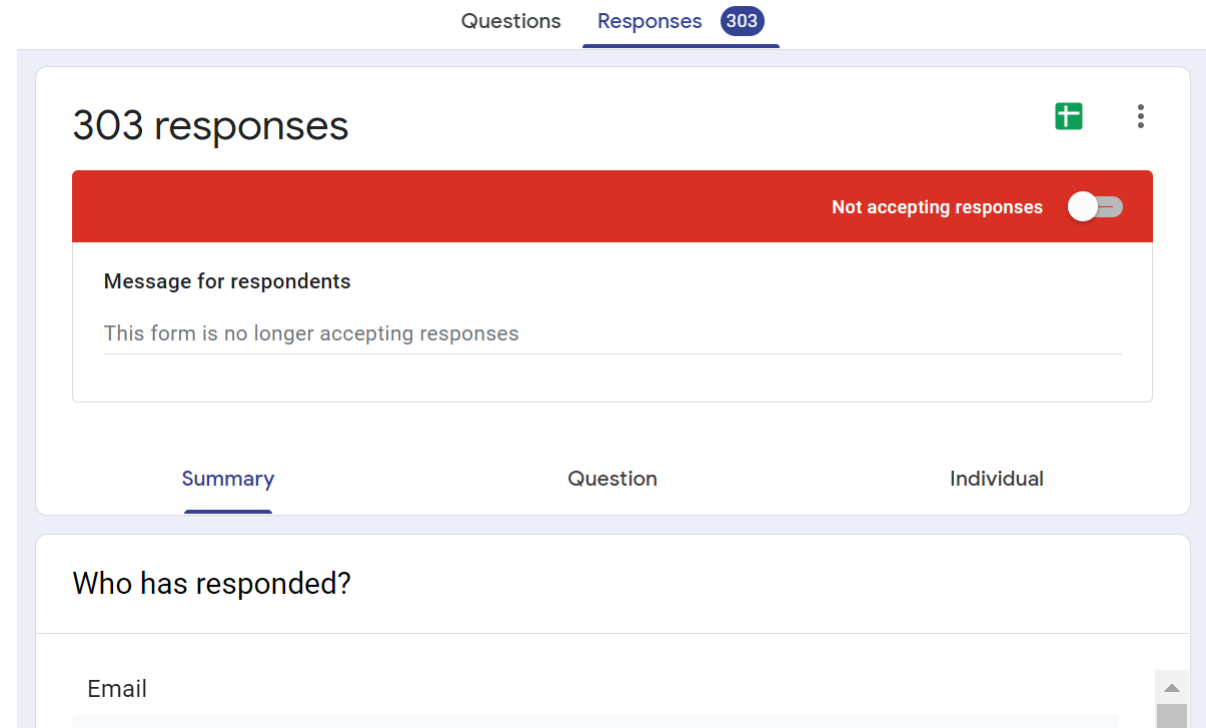 Questions Responses 303
303 responses
Not accepting responses
Message for respondents
This form is no longer accepting responses
Summary Question Individual
Who has responded?
Email